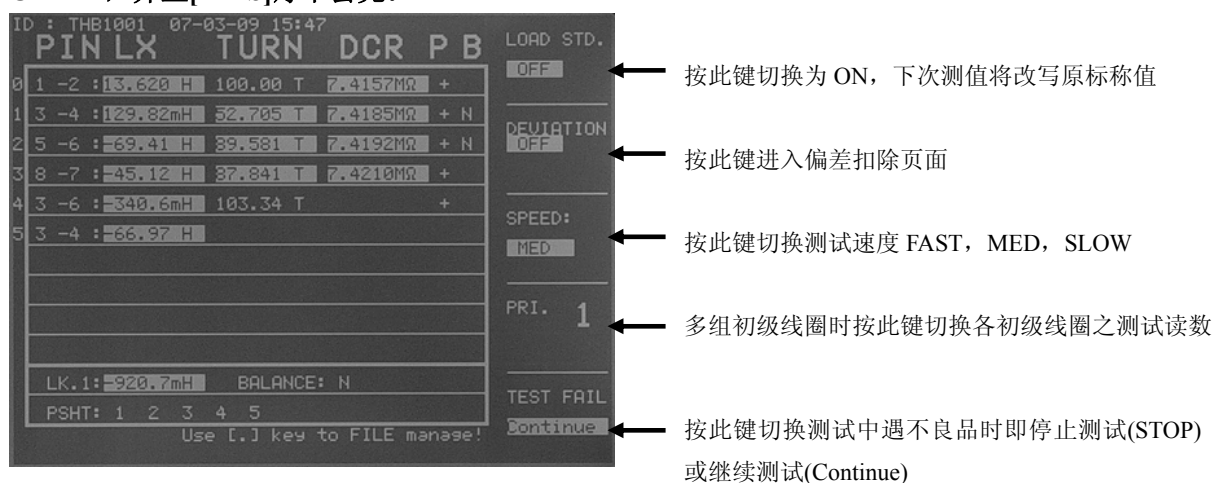 ID : THB1001 07-03-09 15:47
PIN LX TURN DCR P B
0 1 -2 :13.620 H 100.00 T 7.4157MΩ +
1 3 -4 :129.82mH 52.705 T 7.4185MΩ + N
2 5 -6 :-69.41 H 89.581 T 7.4192MΩ + N
3 8 -7 :-45.12 H 87.841 T 7.4210MΩ +
4 3 -6 :-340.6mH 103.34 T +
5 3 -4 :-66.97 H
LK.1:-920.7mH BALANCE: N
PSHT: 1 2 3 4 5
Use [.] key to FILE manage!
LOAD STD.
OFF
按此键切换为 ON，下次测值将改写原标称值
DEVIATION
OFF
按此键进入偏差扣除页面
SPEED:
MED
按此键切换测试速度 FAST，MED，SLOW
PRI. 1
多组初级线圈时按此键切换各初级线圈之测试读数
TEST FAIL
Continue
按此键切换测试中遇不良品时即停止测试(STOP)
或继续测试(Continue)